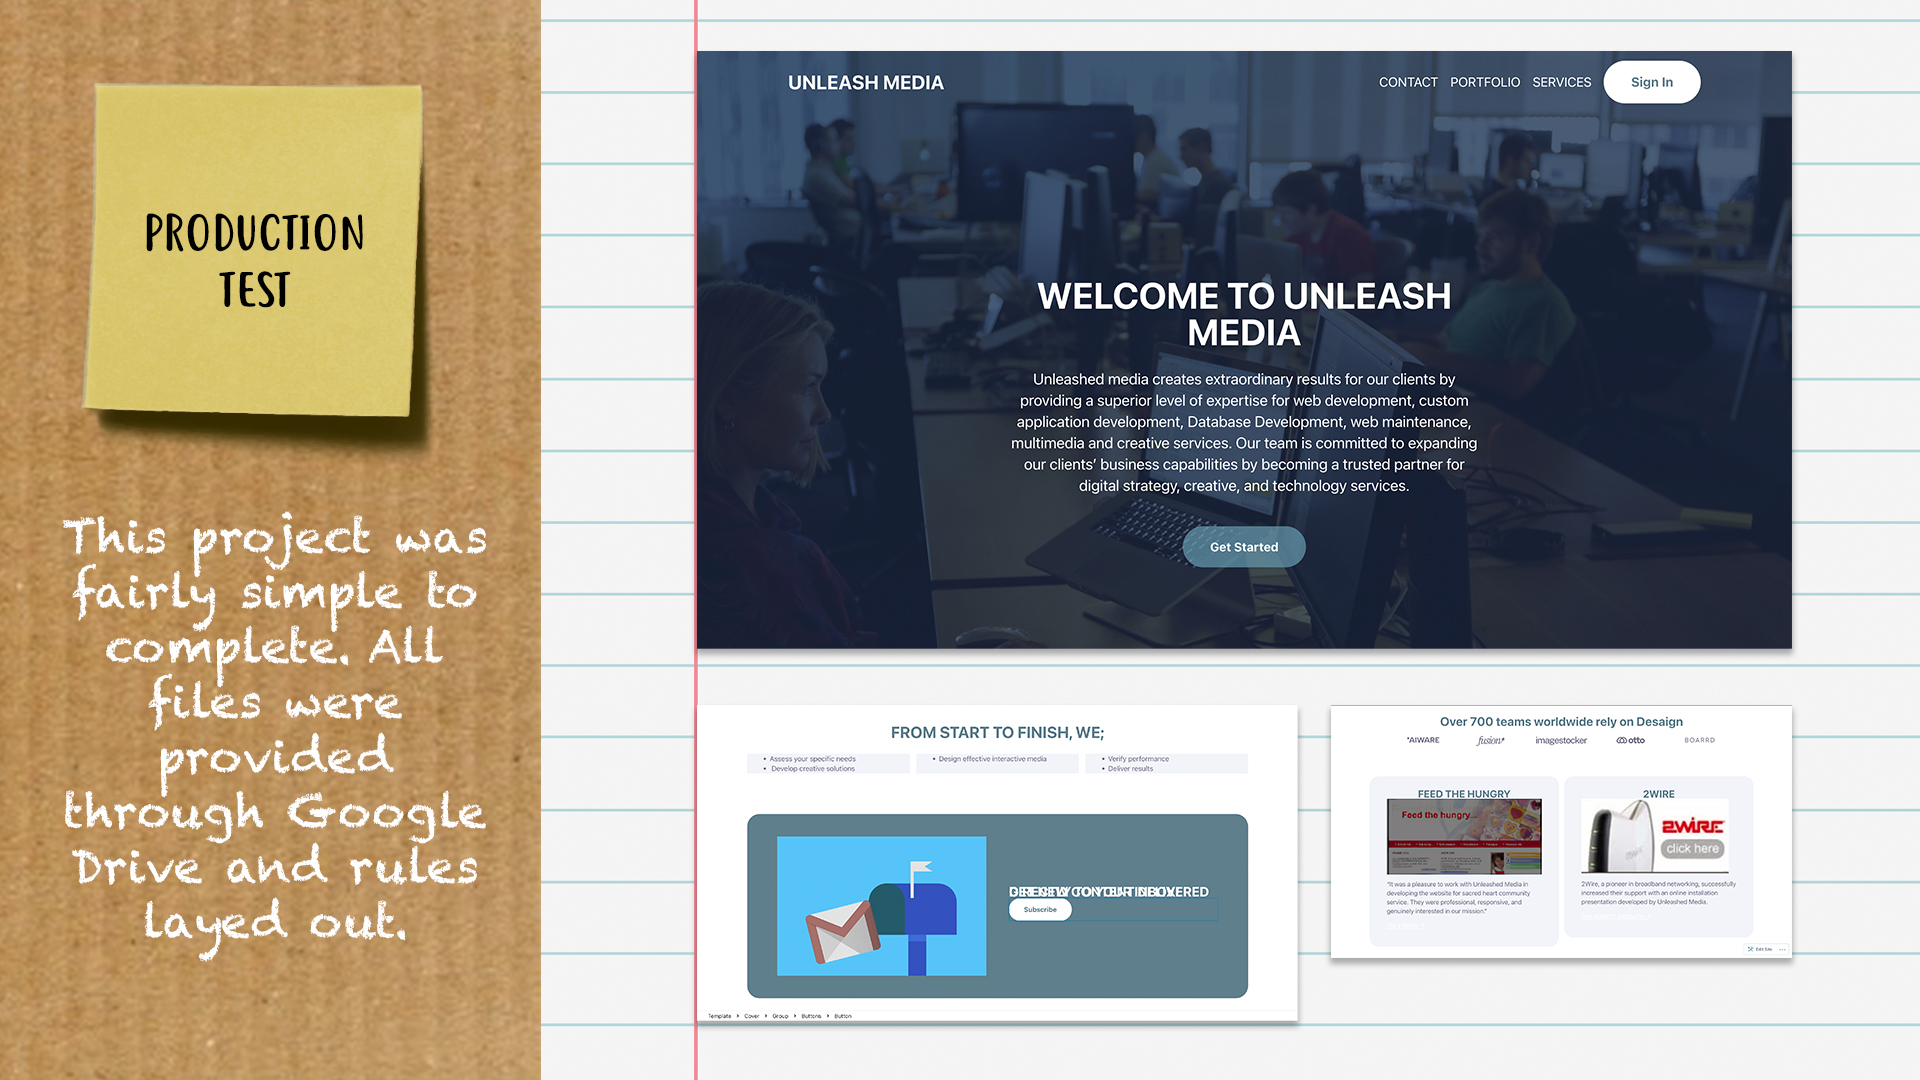 PRODUCTION
TEST
This project was
fairly simple to
complete. All
files were
provided
through Google
Drive and rules
layed out.
UNLEASH MEDIA
CONTACT PORTFOLIO SERVICES Sign In
WELCOME TO UNLEASH
MEDIA
Unleashed media creates extraordinary results for our clients by
providing a superior level of expertise for web development, custom
application development, Database Development, web maintenance,
multimedia and creative services. Our team is committed to expanding
our clients’ business capabilities by becoming a trusted partner for
digital strategy, creative, and technology services.
Get Started
FROM START TO FINISH, WE;
• Assess your specific needs
• Develop creative solutions
• Design effective interactive media
• Verify performance
• Deliver results
Subscribe
Template Cover Group Buttons Button
Over 700 teams worldwide rely on Desaign
*AIWARE fusion* imagestocker otto BOARRD
FEED THE HUNGRY
Feed the hungry...
"It was a pleasure to work with Unleashed Media in
developing the website for sacred heart community
service. They were professional, responsive, and
genuinely interested in our mission."
2WIRE
2WIRE
click here
2Wire, a pioneer in broadband networking, successfully
increased their support with an online installation
presentation developed by Unleashed Media.
Edit Site ...